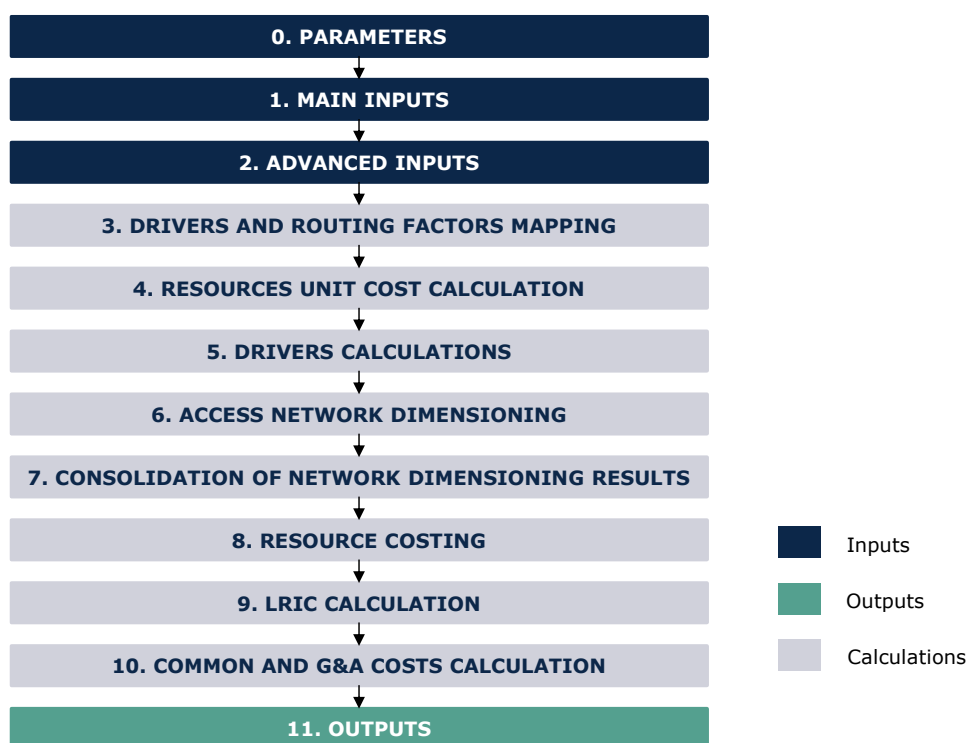 0. PARAMETERS
1. MAIN INPUTS
2. ADVANCED INPUTS
3. DRIVERS AND ROUTING FACTORS MAPPING
4. RESOURCES UNIT COST CALCULATION
5. DRIVERS CALCULATIONS
6. ACCESS NETWORK DIMENSIONING
7. CONSOLIDATION OF NETWORK DIMENSIONING RESULTS
8. RESOURCE COSTING
9. LRIC CALCULATION
10. COMMON AND G&A COSTS CALCULATION
11. OUTPUTS
Inputs
Outputs
Calculations